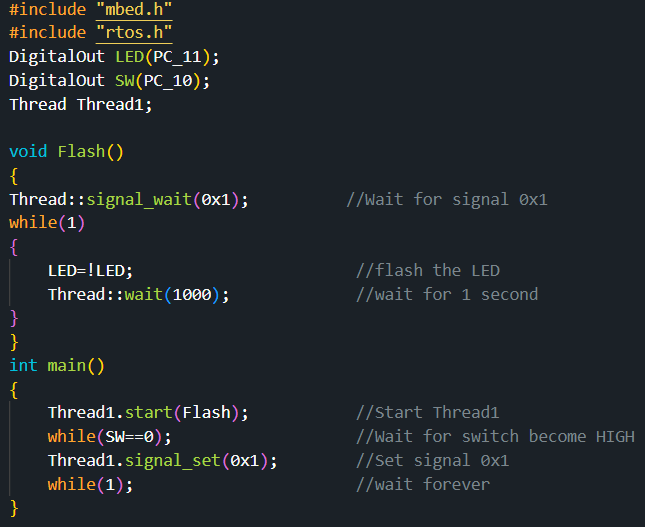 #include "mbed.h"
#include "rtos.h"
DigitalOut LED(PC_11);
DigitalOut SW(PC_10);
Thread Thread1;
void Flash()
{
Thread::signal_wait(0x1); //Wait for signal 0x1
while(1)
{
LED=!LED; //flash the LED
Thread::wait(1000); //wait for 1 second
}
}
int main()
{
Thread1.start(Flash); //Start Thread1
while(SW==0); //Wait for switch become HIGH
Thread1.signal_set(0x1); //Set signal 0x1
while(1); //wait forever
}